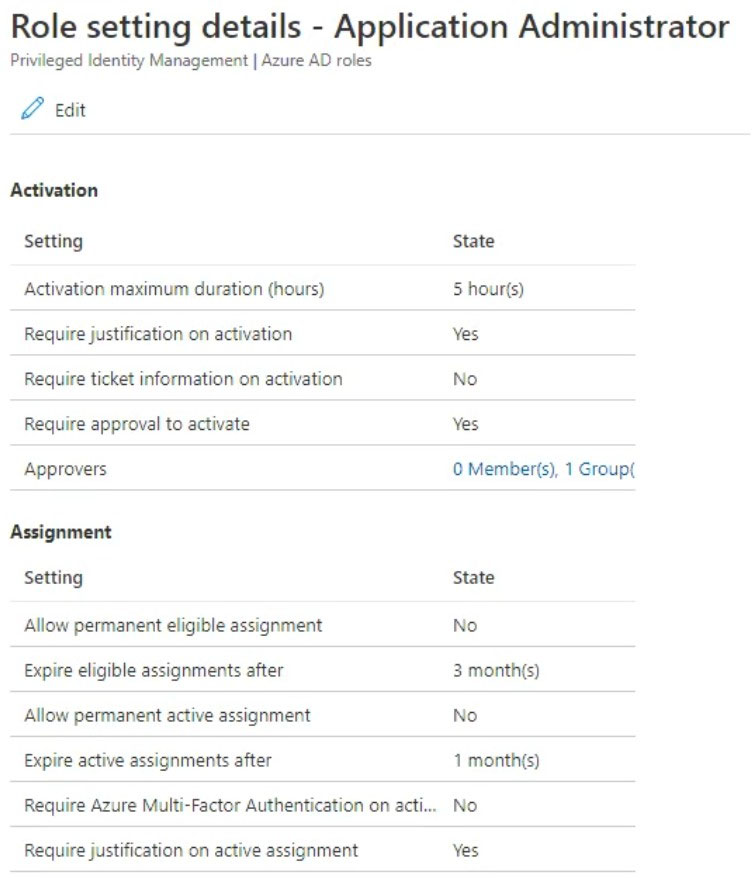 Role setting details - Application Administrator
Privileged Identity Management | Azure AD roles
Edit
Activation
Setting State
Activation maximum duration (hours) 5 hour(s)
Require justification on activation Yes
Require ticket information on activation No
Require approval to activate Yes
Approvers 0 Member(s), 1 Group(
Assignment
Setting State
Allow permanent eligible assignment No
Expire eligible assignments after 3 month(s)
Allow permanent active assignment No
Expire active assignments after 1 month(s)
Require Azure Multi-Factor Authentication on acti... No
Require justification on active assignment Yes